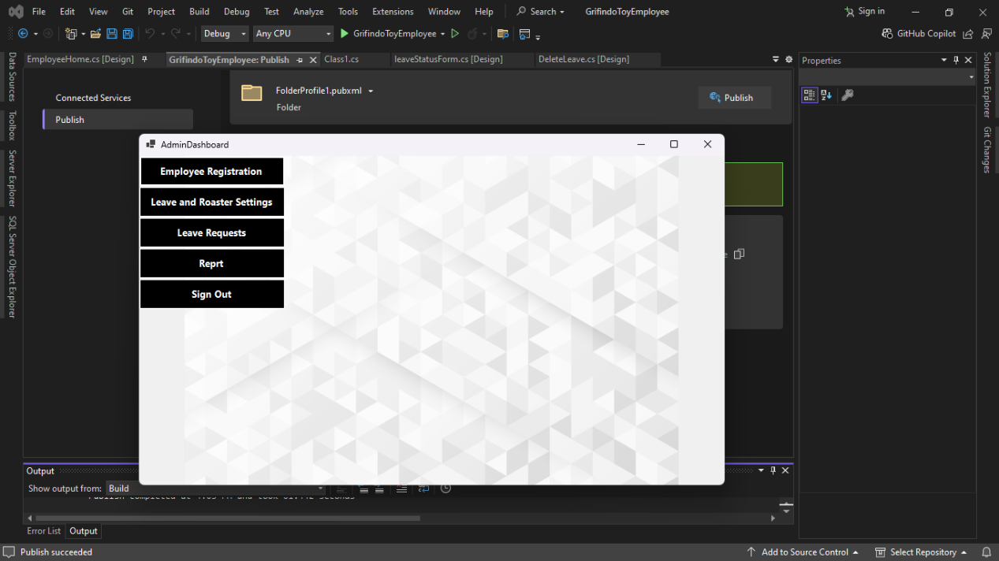 File Edit View Git Project Build Debug Test Analyze Tools Extensions Window Help Search GrifindoToyEmployee Sign in
Debug Any CPU GrifindoToyEmployee GitHub Copilot
EmployeeHome.cs [Design] GrifindoToyEmployee: Publish Class1.cs leaveStatusForm.cs [Design] DeleteLeave.cs [Design]
Properties
Data Sources
Toolbox
Server Explorer
SQL Server Object Explorer
Connected Services
Publish
FolderProfile1.pubxml
Folder
Publish
Solution Explorer
Git Changes
AdminDashboard
Employee Registration
Leave and Roaster Settings
Leave Requests
Reprt
Sign Out
Output
Show output from: Build
Error List Output
Publish succeeded Add to Source Control Select Repository